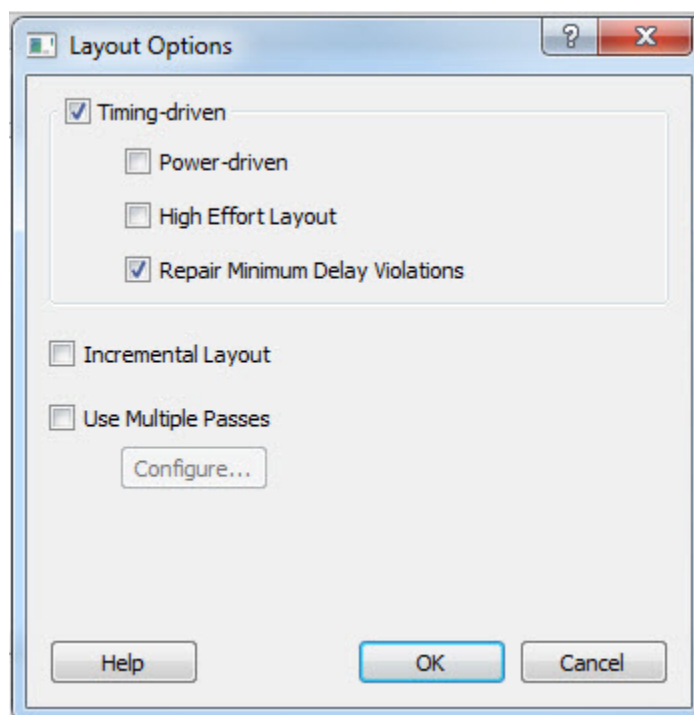 Layout Options
Timing-driven
Power-driven
High Effort Layout
Repair Minimum Delay Violations
Incremental Layout
Use Multiple Passes
Configure...
Help OK Cancel